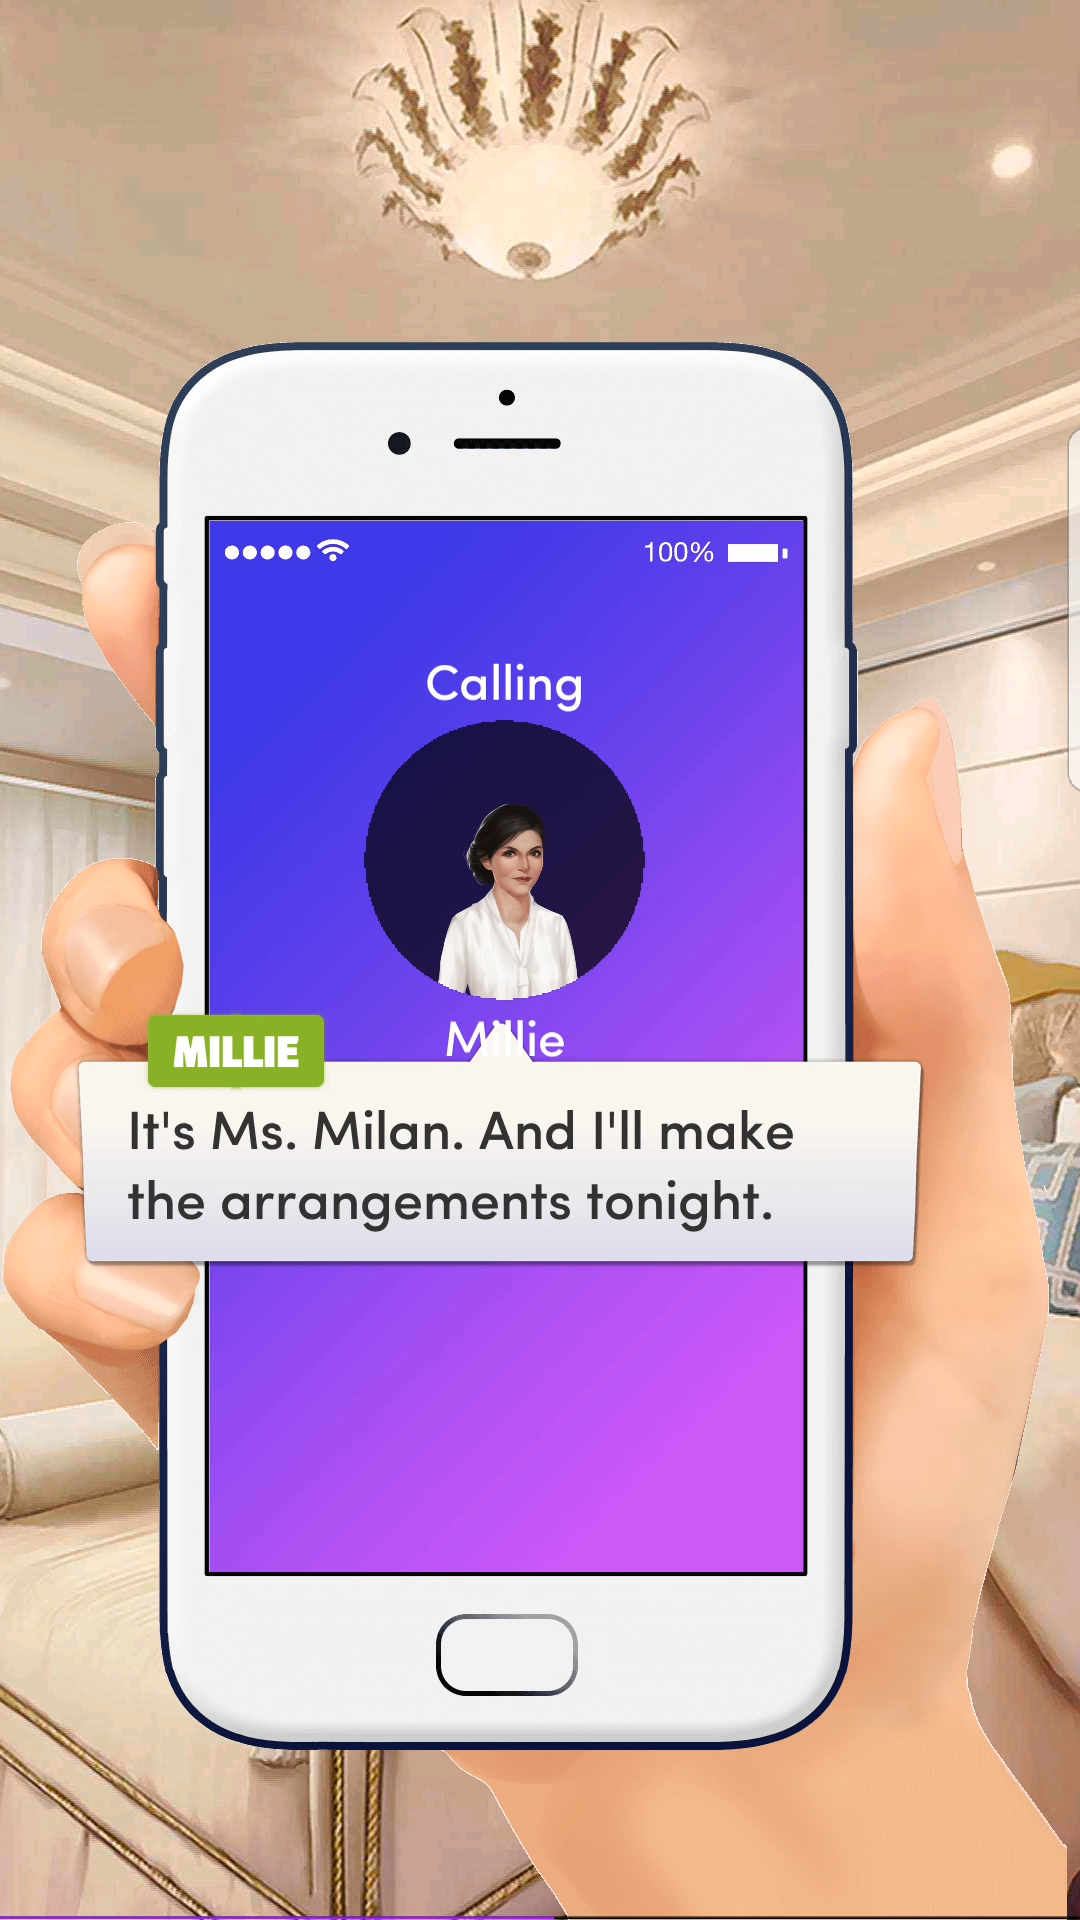 100%
Calling
Millie
MILLIE
It's Ms. Milan. And I'll make
the arrangements tonight.